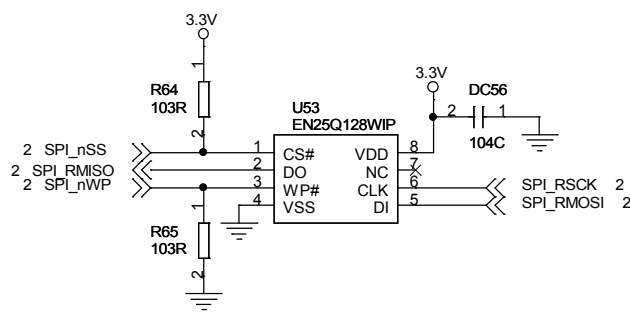 3.3V
1
R64
103R
2
3.3V
DC56
2 1
104C
U53
EN25Q128WIP
2 SPI_nSS 1 CS# VDD 8
2 SPI_RMISO 2 DO NC 7
2 SPI_nWP 3 WP# CLK 6 SPI_RSCK 2
4 VSS DI 5 SPI_RMOSI 2
1
R65
103R
2